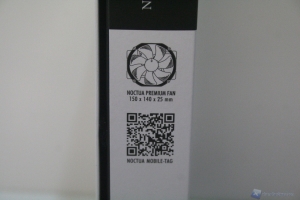 N
NOCTUA PREMIUM FAN
150 x 140 x 25 mm
NOCTUA MOBILE-TAG